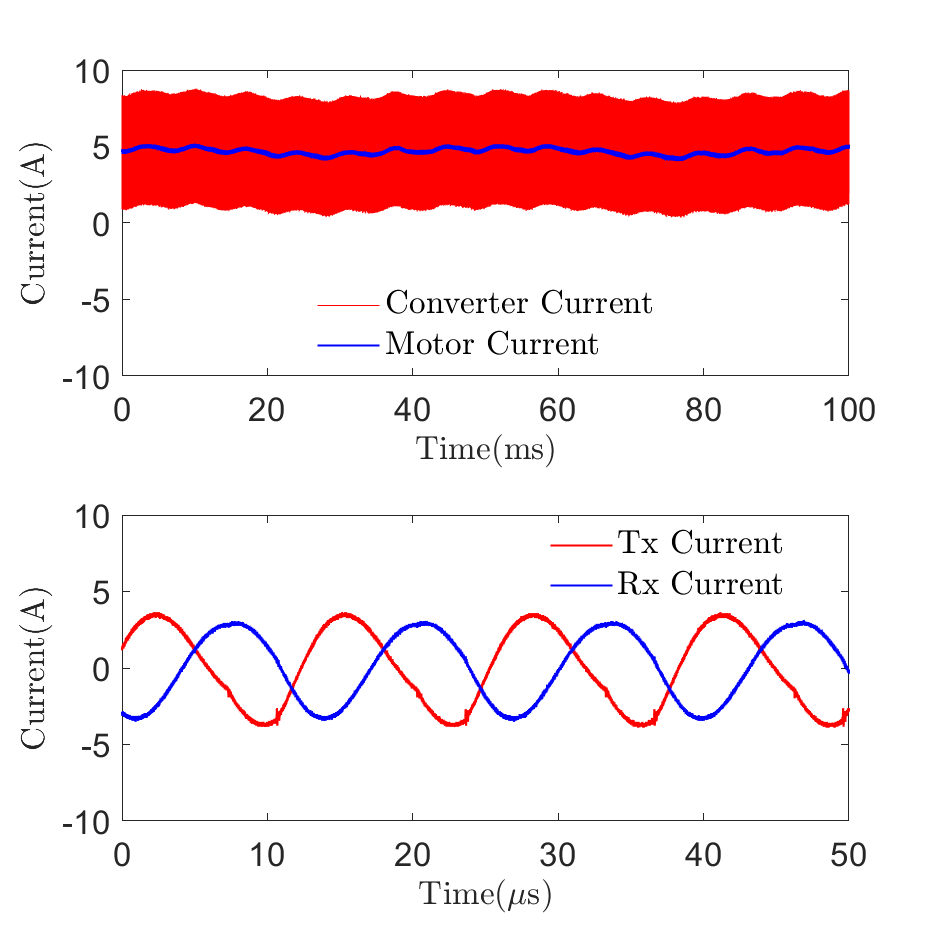 10
5
0
-5
-10
Current(A)
Converter Current
Motor Current
0 20 40 60 80 100
Time(ms)
10
5
0
-5
-10
Current(A)
Tx Current
Rx Current
0 10 20 30 40 50
Time(μs)